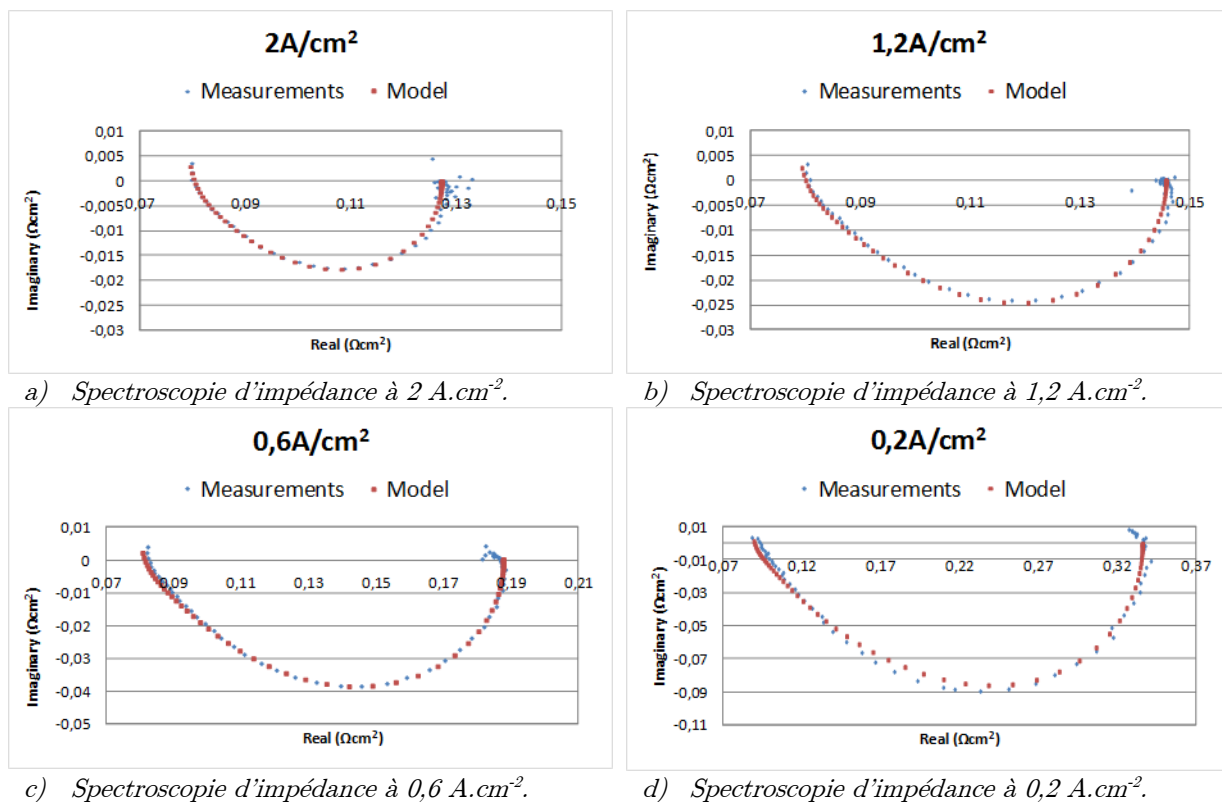 2A/cm²
Measurements Model
0,01
0,005
0
-0,005
-0,01
-0,015
-0,02
-0,025
-0,03
0,07 0,09 0,11 0,13 0,15
Imaginary (Ωcm²)
Real (Ωcm²)
a) Spectroscopie d'impédance à 2 A.cm⁻².
1,2A/cm²
Measurements Model
0,01
0,005
0
-0,005
-0,01
-0,015
-0,02
-0,025
-0,03
0,07 0,09 0,11 0,13 0,15
Imaginary (Ωcm²)
Real (Ωcm²)
b) Spectroscopie d'impédance à 1,2 A.cm⁻².
0,6A/cm²
Measurements Model
0,01
0
-0,01
-0,02
-0,03
-0,04
-0,05
0,07 0,09 0,11 0,13 0,15 0,17 0,19 0,21
Imaginary (Ωcm²)
Real (Ωcm²)
c) Spectroscopie d'impédance à 0,6 A.cm⁻².
0,2A/cm²
Measurements Model
0,01
-0,01
-0,03
-0,05
-0,07
-0,09
-0,11
0,07 0,12 0,17 0,22 0,27 0,32 0,37
Imaginary (Ωcm²)
Real (Ωcm²)
d) Spectroscopie d'impédance à 0,2 A.cm⁻².